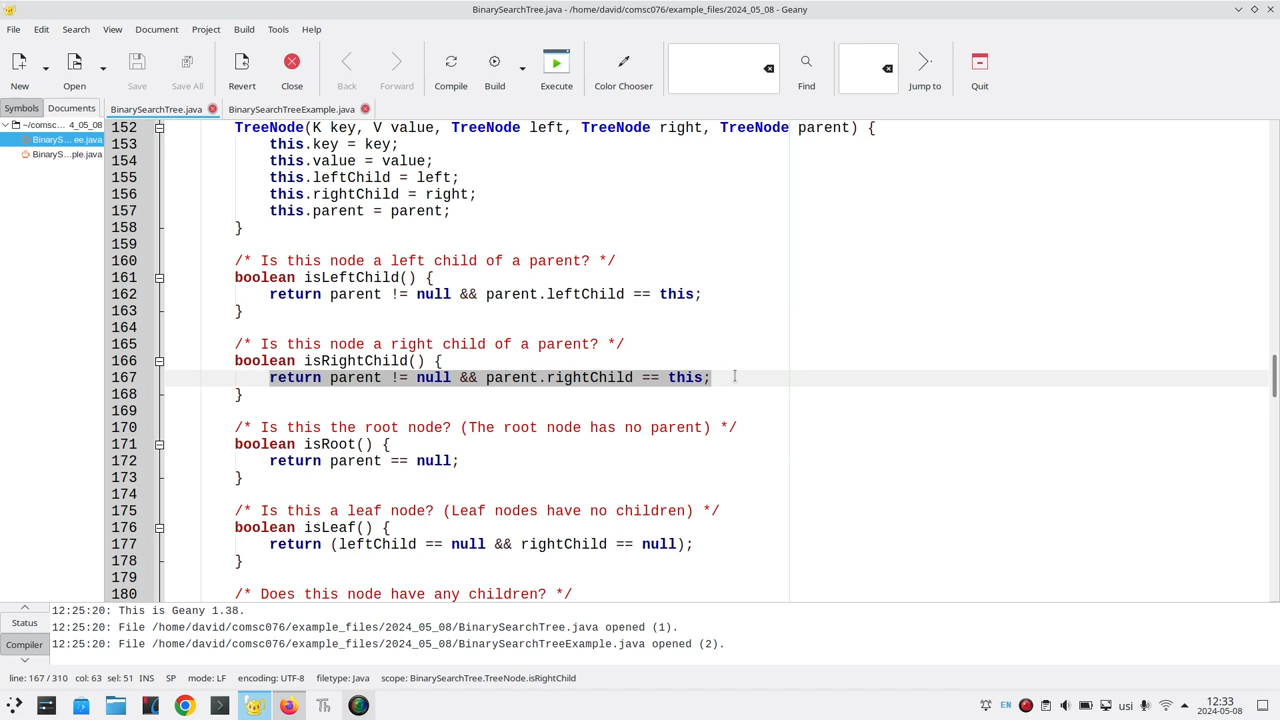 BinarySearchTree.java - /home/david/comsc076/example_files/2024_05_08/ - Geany
File Edit Search View Document Project Build Tools Help
New Open Save Save All Revert Close Back Forward Compile Build Execute Color Chooser Find Jump to Quit
Symbols Documents BinarySearchTree.java BinarySearchTreeExample.java
~/comsc... 4_05_08
BinaryS... ee.java
BinaryS...ple.java
152 TreeNode(K key, V value, TreeNode left, TreeNode right, TreeNode parent) {
153 this.key = key;
154 this.value = value;
155 this.leftChild = left;
156 this.rightChild = right;
157 this.parent = parent;
158 }
159
160 /* Is this node a left child of a parent? */
161 boolean isLeftChild() {
162 return parent != null && parent.leftChild == this;
163 }
164
165 /* Is this node a right child of a parent? */
166 boolean isRightChild() {
167 return parent != null && parent.rightChild == this;
168 }
169
170 /* Is this the root node? (The root node has no parent) */
171 boolean isRoot() {
172 return parent == null;
173 }
174
175 /* Is this a leaf node? (Leaf nodes have no children) */
176 boolean isLeaf() {
177 return (leftChild == null && rightChild == null);
178 }
179
180 /* Does this node have any children? */
Status
Compiler
12:25:20: This is Geany 1.38.
12:25:20: File /home/david/comsc076/example_files/2024_05_08/BinarySearchTree.java opened (1).
12:25:20: File /home/david/comsc076/example_files/2024_05_08/BinarySearchTreeExample.java opened (2).
line: 167 / 310 col: 63 sel: 51 INS SP mode: LF encoding: UTF-8 filetype: Java scope: BinarySearchTree.TreeNode.isRightChild
Th EN usi 12:33
2024-05-08